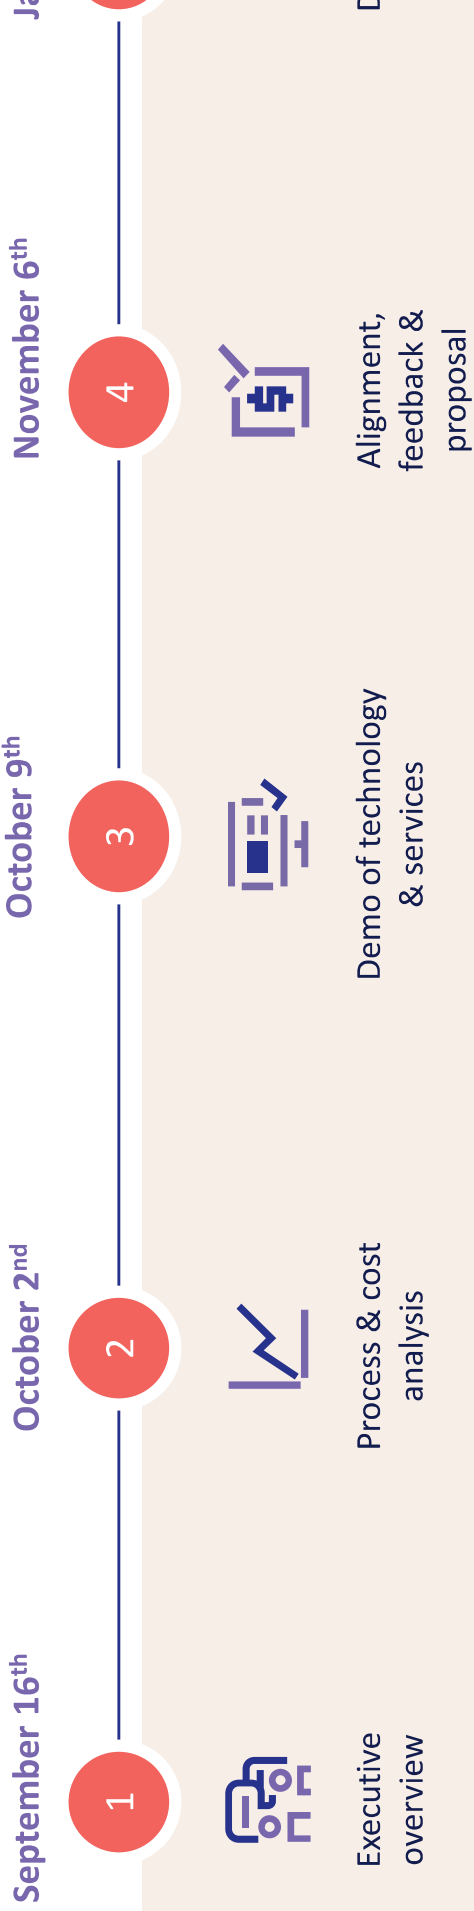 September 16th
October 2nd
October 9th
November 6th
1
2
3
4
Executive
overview
Process & cost
analysis
Demo of technology
& services
Alignment,
feedback &
proposal